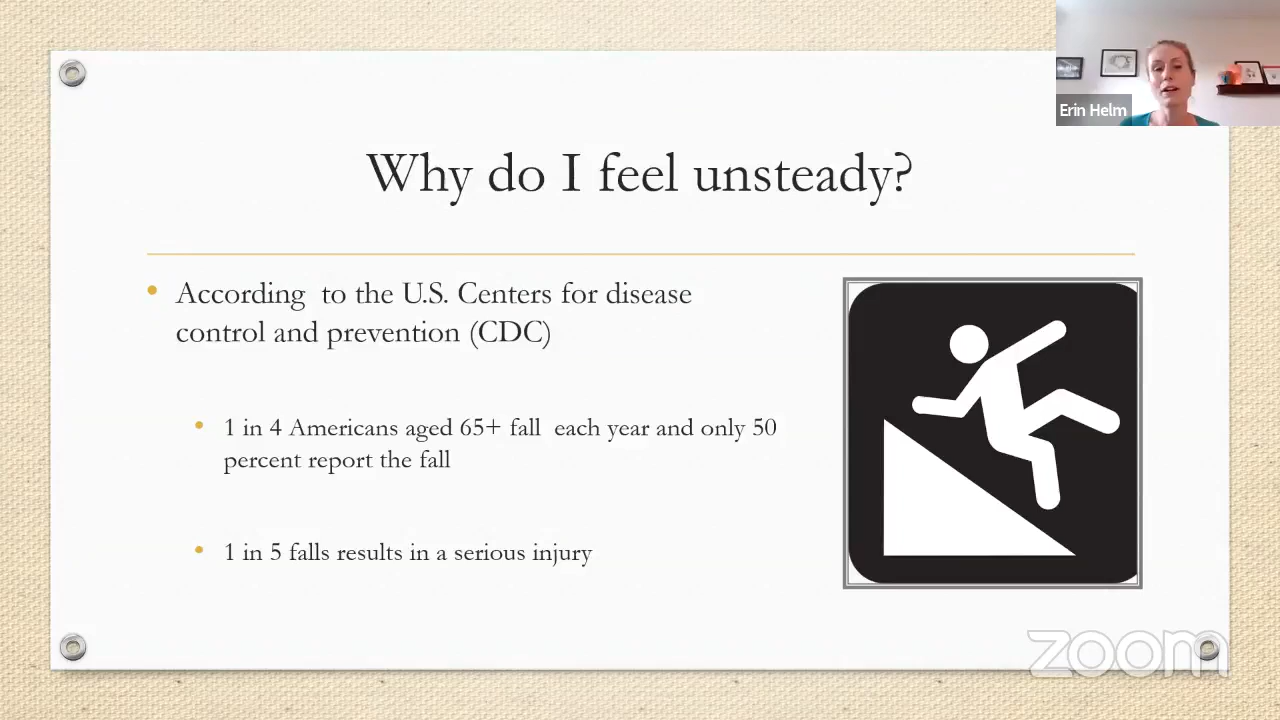 Erin Helm
Why do I feel unsteady?
According to the U.S. Centers for disease
control and prevention (CDC)
1 in 4 Americans aged 65+ fall each year and only 50
percent report the fall
1 in 5 falls results in a serious injury
zoom